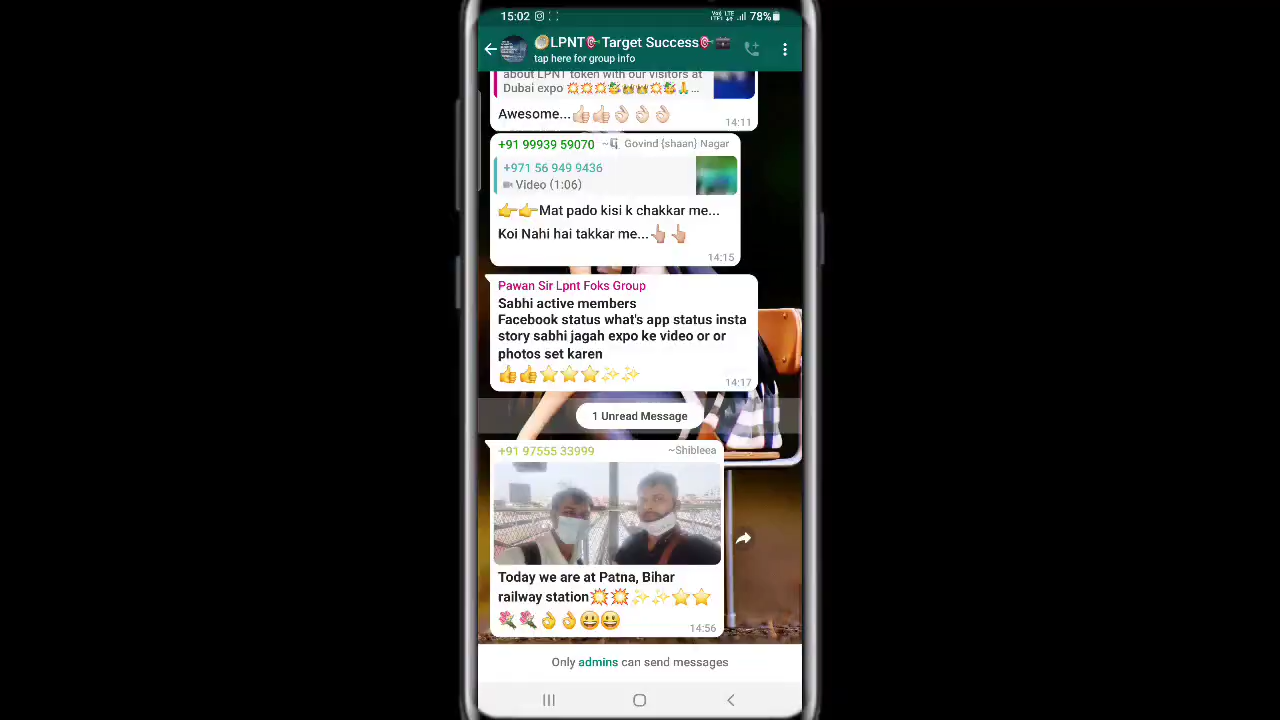 15:02
78%
🪙LPNT🎯Target Success🎯💼
tap here for group info
about LPNT token with our visitors at
Dubai expo 💥💥💥🥳👑👑💥🥳🙏...
Awesome...👍🏻👍🏻👌🏻👌🏻👌🏻
14:11
+91 99939 59070 ~ Govind {shaan} Nagar
+971 56 949 9436
Video (1:06)
👉👉Mat pado kisi k chakkar me...
Koi Nahi hai takkar me...👆🏼👆🏼
14:15
Pawan Sir Lpnt Foks Group
Sabhi active members
Facebook status what's app status insta
story sabhi jagah expo ke video or or
photos set karen
👍👍⭐⭐⭐✨✨
14:17
1 Unread Message
+91 97555 33999 ~Shibleea
Today we are at Patna, Bihar
railway station💥💥✨✨⭐⭐
💐💐👌👌😃😃
14:56
Only admins can send messages